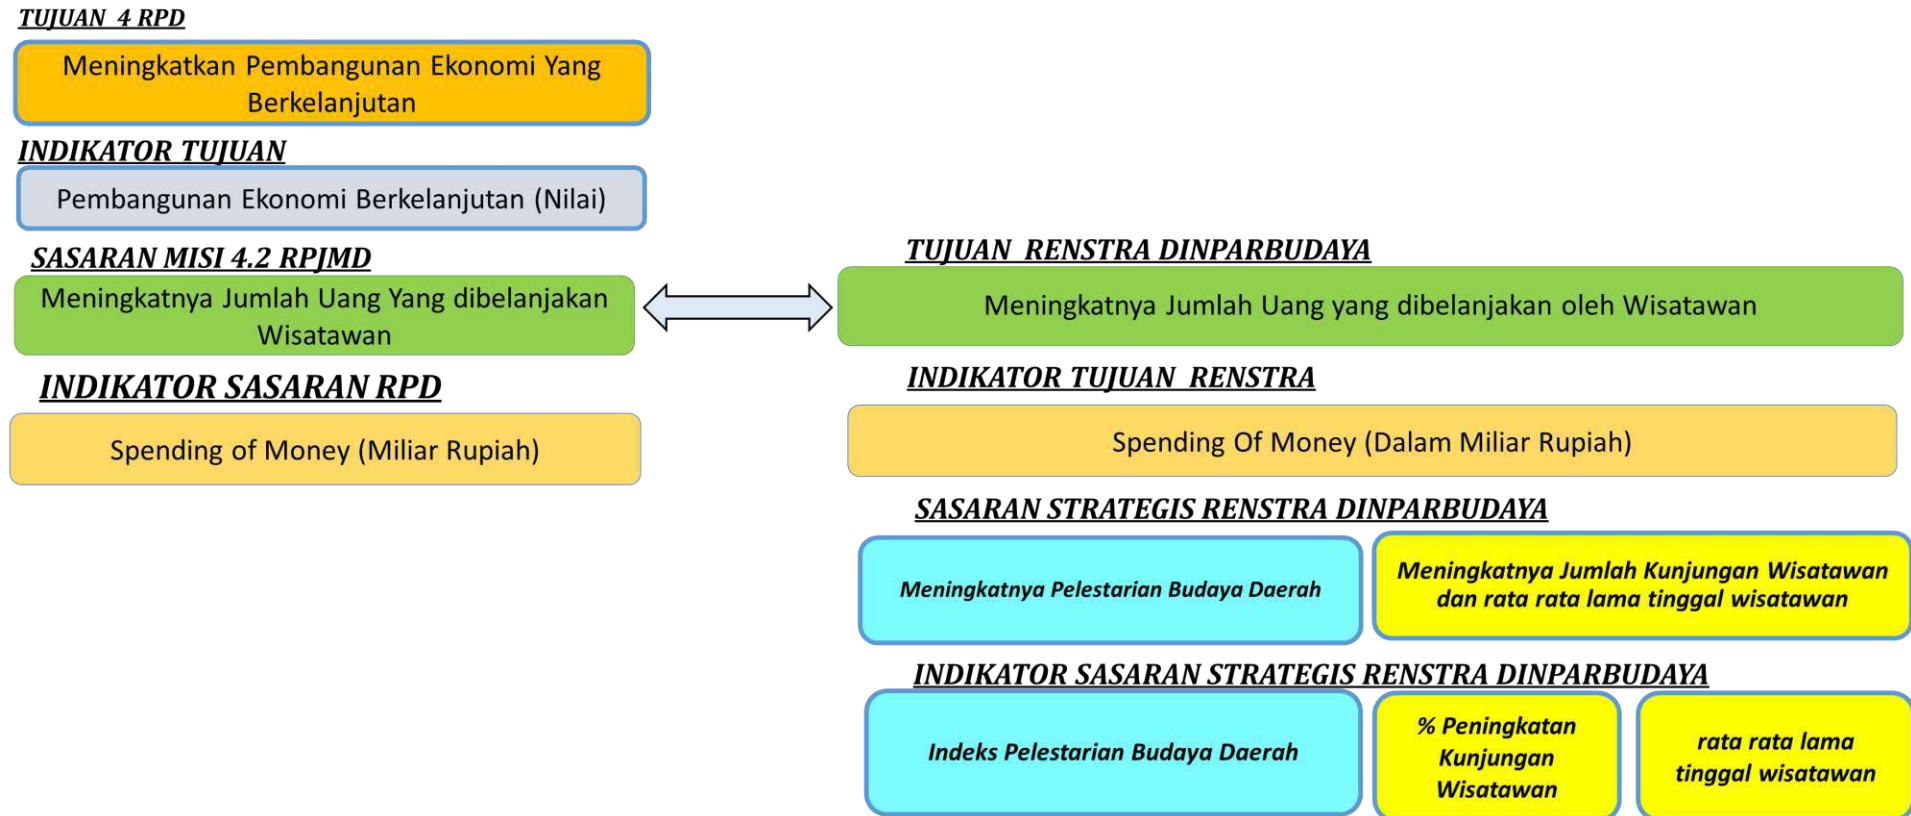 TUJUAN 4 RPD
Meningkatkan Pembangunan Ekonomi Yang
Berkelanjutan
INDIKATOR TUJUAN
Pembangunan Ekonomi Berkelanjutan (Nilai)
SASARAN MISI 4.2 RPJMD
Meningkatnya Jumlah Uang Yang dibelanjakan
Wisatawan
INDIKATOR SASARAN RPD
Spending of Money (Miliar Rupiah)
TUJUAN RENSTRA DINPARBUDAYA
Meningkatnya Jumlah Uang yang dibelanjakan oleh Wisatawan
INDIKATOR TUJUAN RENSTRA
Spending Of Money (Dalam Miliar Rupiah)
SASARAN STRATEGIS RENSTRA DINPARBUDAYA
Meningkatnya Pelestarian Budaya Daerah
Meningkatnya Jumlah Kunjungan Wisatawan
dan rata rata lama tinggal wisatawan
INDIKATOR SASARAN STRATEGIS RENSTRA DINPARBUDAYA
Indeks Pelestarian Budaya Daerah
% Peningkatan
Kunjungan
Wisatawan
rata rata lama
tinggal wisatawan